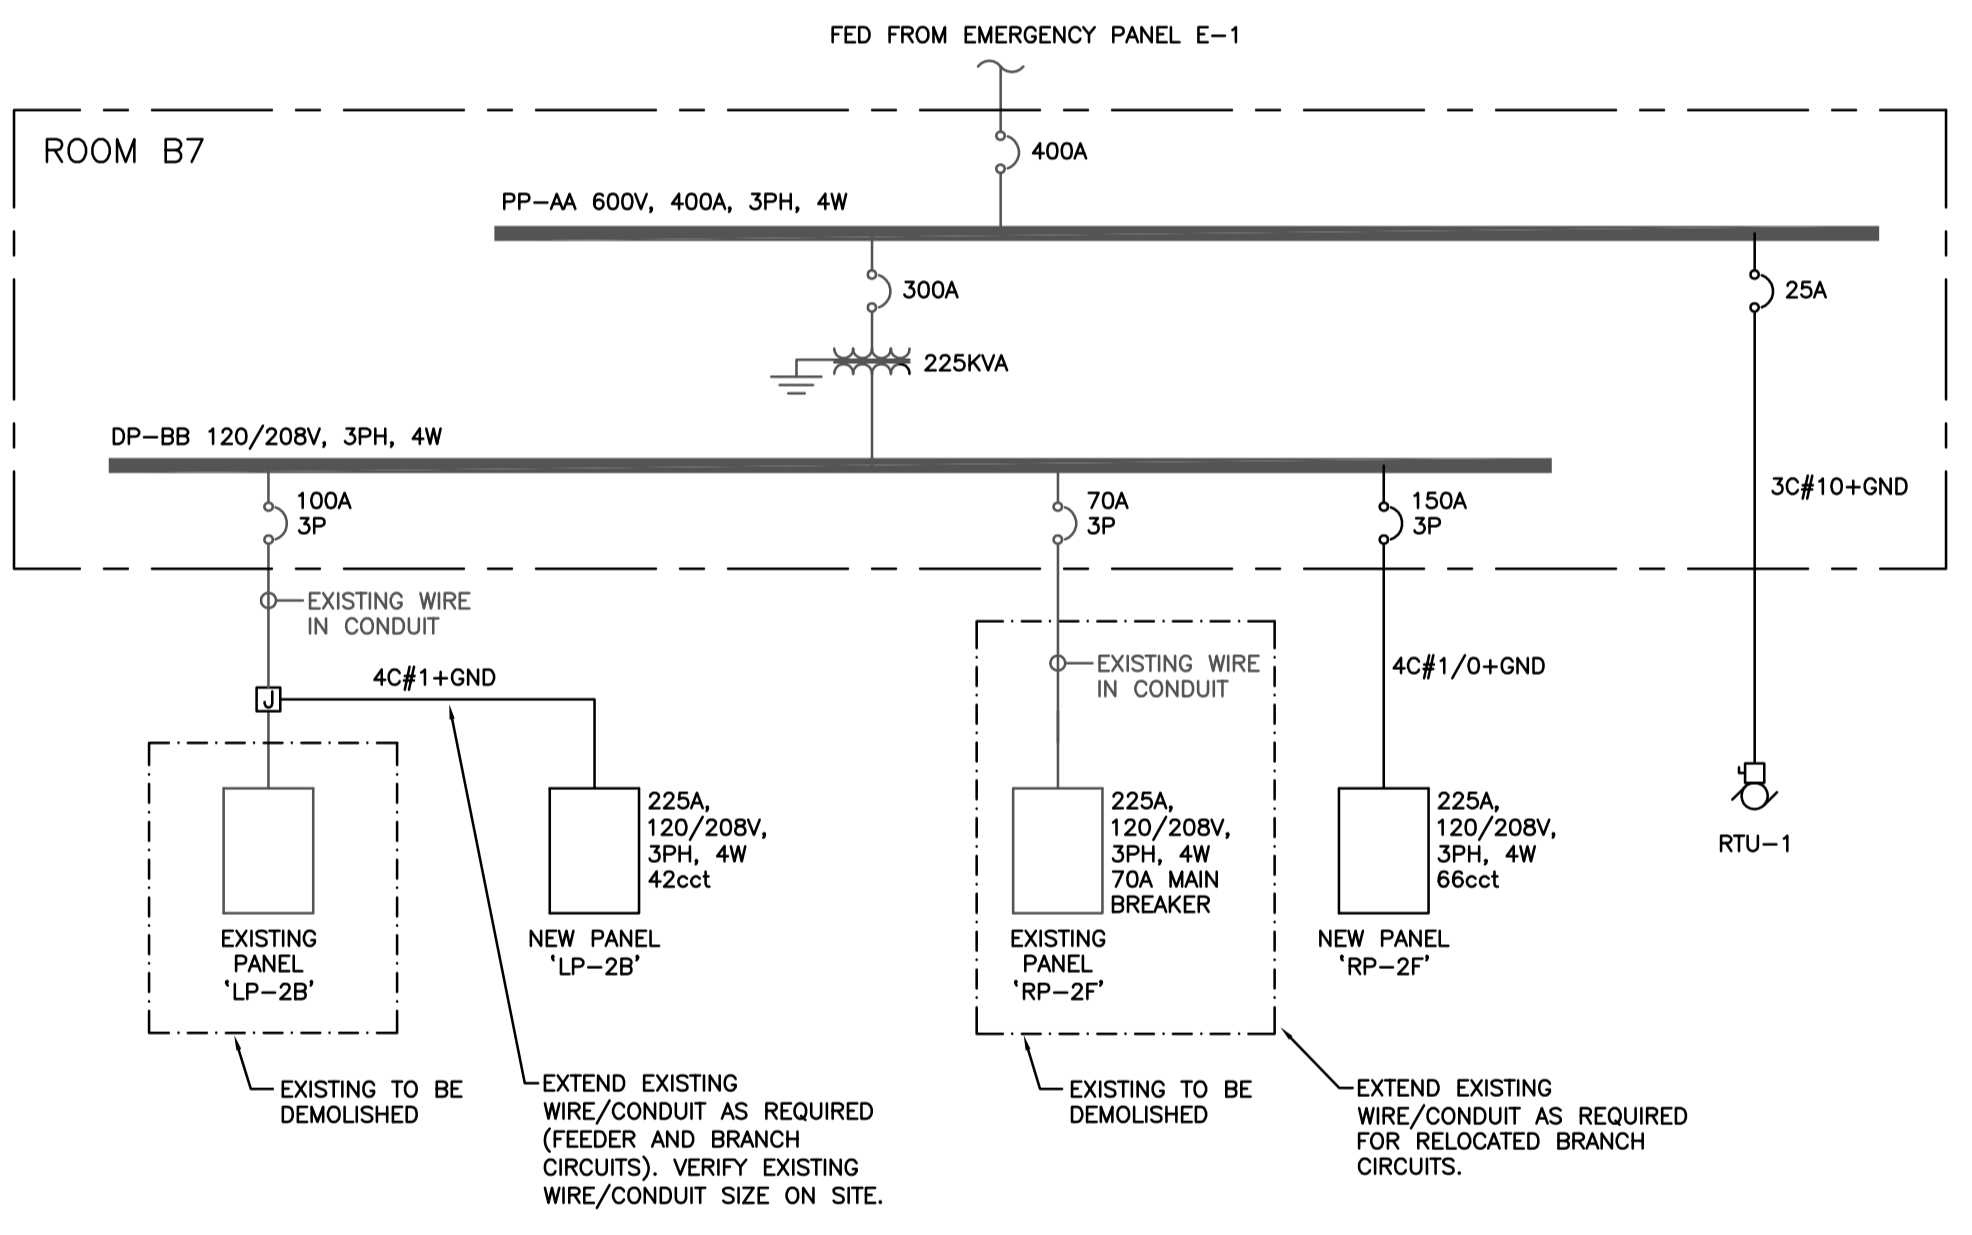 FED FROM EMERGENCY PANEL E-1
ROOM B7
400A
PP-AA 600V, 400A, 3PH, 4W
300A
25A
225KVA
DP-BB 120/208V, 3PH, 4W
100A
3P
70A
3P
150A
3P
3C#10+GND
EXISTING WIRE
IN CONDUIT
4C#1+GND
J
EXISTING WIRE
IN CONDUIT
4C#1/0+GND
225A,
120/208V,
3PH, 4W
42cct
225A,
120/208V,
3PH, 4W
70A MAIN
BREAKER
225A,
120/208V,
3PH, 4W
66cct
RTU-1
EXISTING
PANEL
'LP-2B'
NEW PANEL
'LP-2B'
EXISTING
PANEL
'RP-2F'
NEW PANEL
'RP-2F'
EXISTING TO BE
DEMOLISHED
EXTEND EXISTING
WIRE/CONDUIT AS REQUIRED
(FEEDER AND BRANCH
CIRCUITS). VERIFY EXISTING
WIRE/CONDUIT SIZE ON SITE.
EXISTING TO BE
DEMOLISHED
EXTEND EXISTING
WIRE/CONDUIT AS REQUIRED
FOR RELOCATED BRANCH
CIRCUITS.